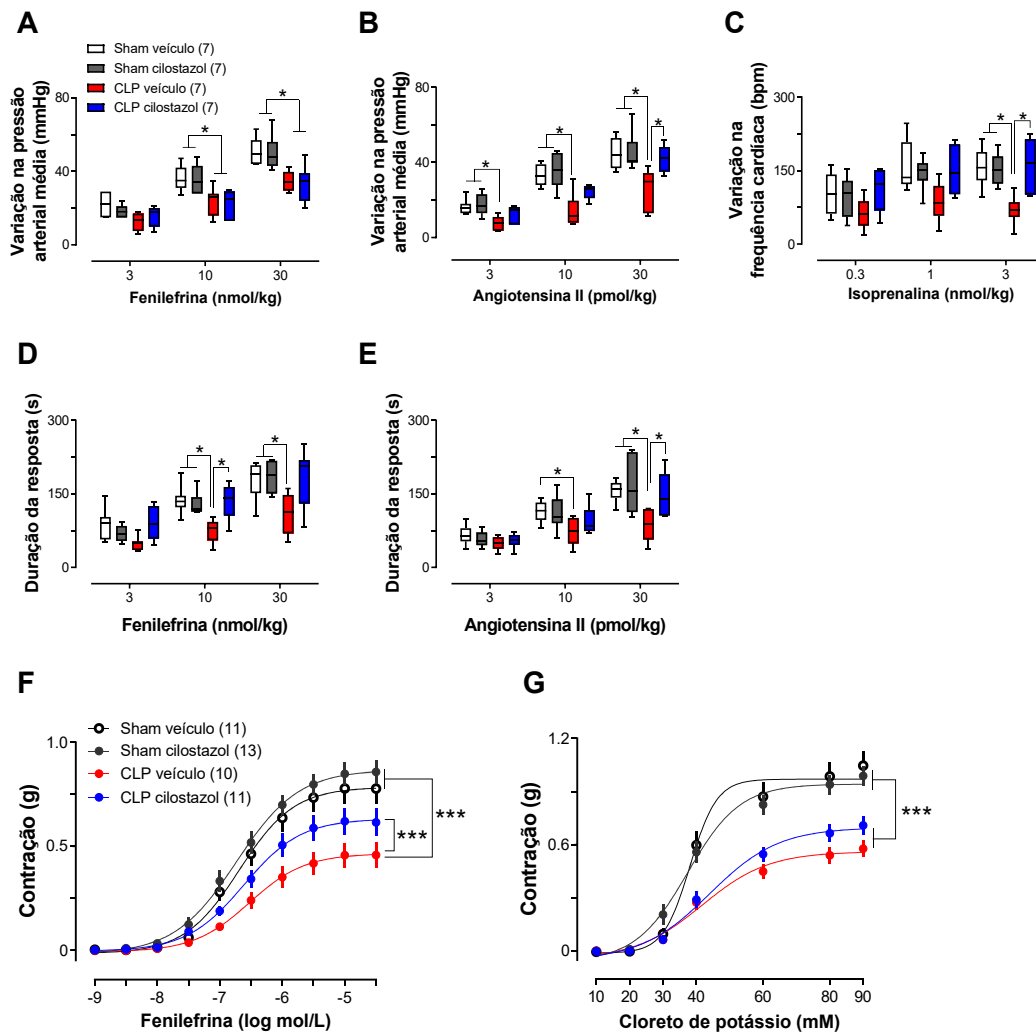 A
B
C
Sham veículo (7)
Sham cilostazol (7)
CLP veículo (7)
CLP cilostazol (7)
Variação na pressão
arterial média (mmHg)
80
40
0
*
*
3
10
30
Fenilefrina (nmol/kg)
Variação na pressão
arterial média (mmHg)
80
40
0
*
*
*
*
3
10
30
Angiotensina II (pmol/kg)
Variação na
frequência cardíaca (bpm)
300
150
0
*
*
0.3
1
3
Isoprenalina (nmol/kg)
D
E
Duração da resposta (s)
300
150
0
*
*
*
3
10
30
Fenilefrina (nmol/kg)
Duração da resposta (s)
300
150
0
*
*
*
3
10
30
Angiotensina II (pmol/kg)
F
G
Sham veículo (11)
Sham cilostazol (13)
CLP veículo (10)
CLP cilostazol (11)
Contração (g)
1.0
0.5
0
***
***
-9
-8
-7
-6
-5
Fenilefrina (log mol/L)
Contração (g)
1.2
0.6
0
***
10
20
30
40
60
80
90
Cloreto de potássio (mM)